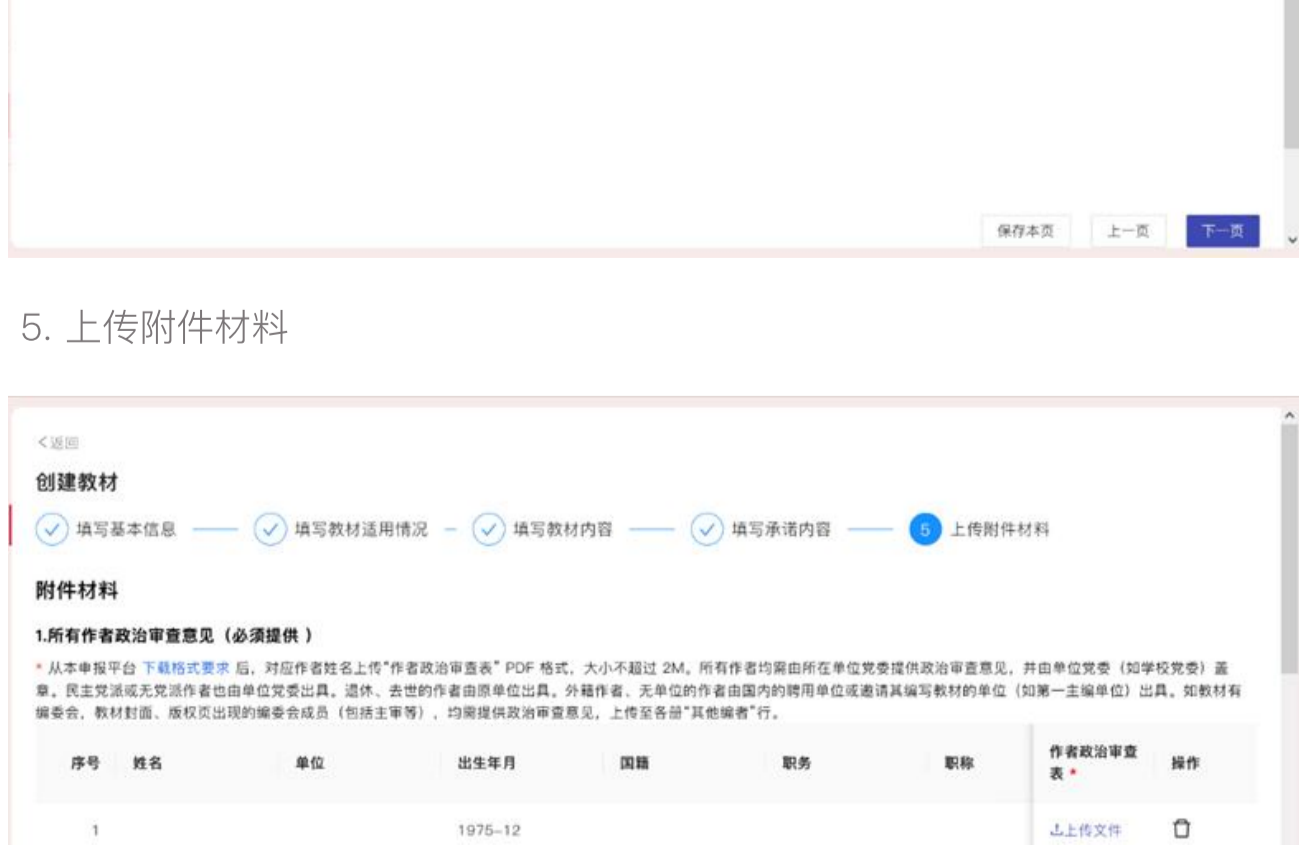 保存本页 上一页 下一页
5. 上传附件材料
<返回
创建教材
填写基本信息 填写教材适用情况 填写教材内容 填写承诺内容 5 上传附件材料
附件材料
1.所有作者政治审查意见（必须提供 ）
* 从本申报平台 下载格式要求 后，对应作者姓名上传“作者政治审查表” PDF 格式，大小不超过 2M。所有作者均需由所在单位党委提供政治审查意见，并由单位党委（如学校党委）盖
章。民主党派或无党派作者也由单位党委出具。退休、去世的作者由原单位出具。外籍作者、无单位的作者由国内的聘用单位或邀请其编写教材的单位（如第一主编单位）出具。如教材有
编委会，教材封面、版权页出现的编委会成员（包括主审等），均需提供政治审查意见，上传至各册“其他编者”行。
序号 姓名 单位 出生年月 国籍 职务 职称 作者政治审查 操作
表 *
1 1975-12 上传文件